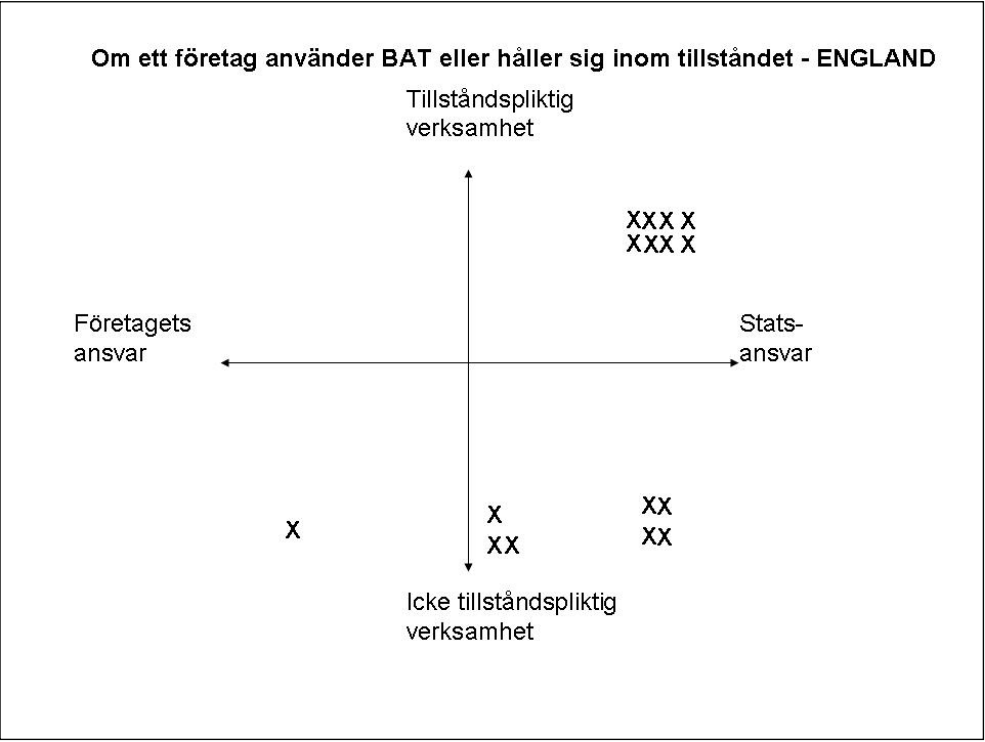 Om ett företag använder BAT eller håller sig inom tillståndet - ENGLAND
Tillståndspliktig
verksamhet
XXX X
XXX X
Företagets
ansvar
Stats-
ansvar
X
XX
X
XX
XX
Icke tillståndspliktig
verksamhet